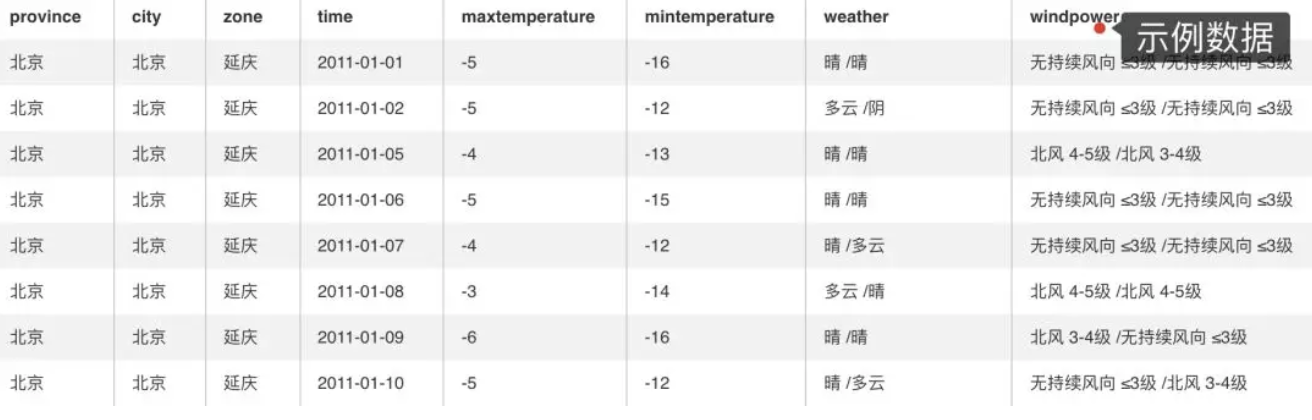 province city zone time maxtemperature mintemperature weather windpower
示例数据
北京 北京 延庆 2011-01-01 -5 -16 晴 /晴 无持续风向 ≤3级 /无持续风向 ≤3级
北京 北京 延庆 2011-01-02 -5 -12 多云 /阴 无持续风向 ≤3级 /无持续风向 ≤3级
北京 北京 延庆 2011-01-05 -4 -13 晴 /晴 北风 4-5级 /北风 3-4级
北京 北京 延庆 2011-01-06 -5 -15 晴 /晴 无持续风向 ≤3级 /无持续风向 ≤3级
北京 北京 延庆 2011-01-07 -4 -12 晴 /多云 无持续风向 ≤3级 /无持续风向 ≤3级
北京 北京 延庆 2011-01-08 -3 -14 多云 /晴 北风 4-5级 /北风 4-5级
北京 北京 延庆 2011-01-09 -6 -16 晴 /晴 北风 3-4级 /无持续风向 ≤3级
北京 北京 延庆 2011-01-10 -5 -12 晴 /多云 无持续风向 ≤3级 /北风 3-4级